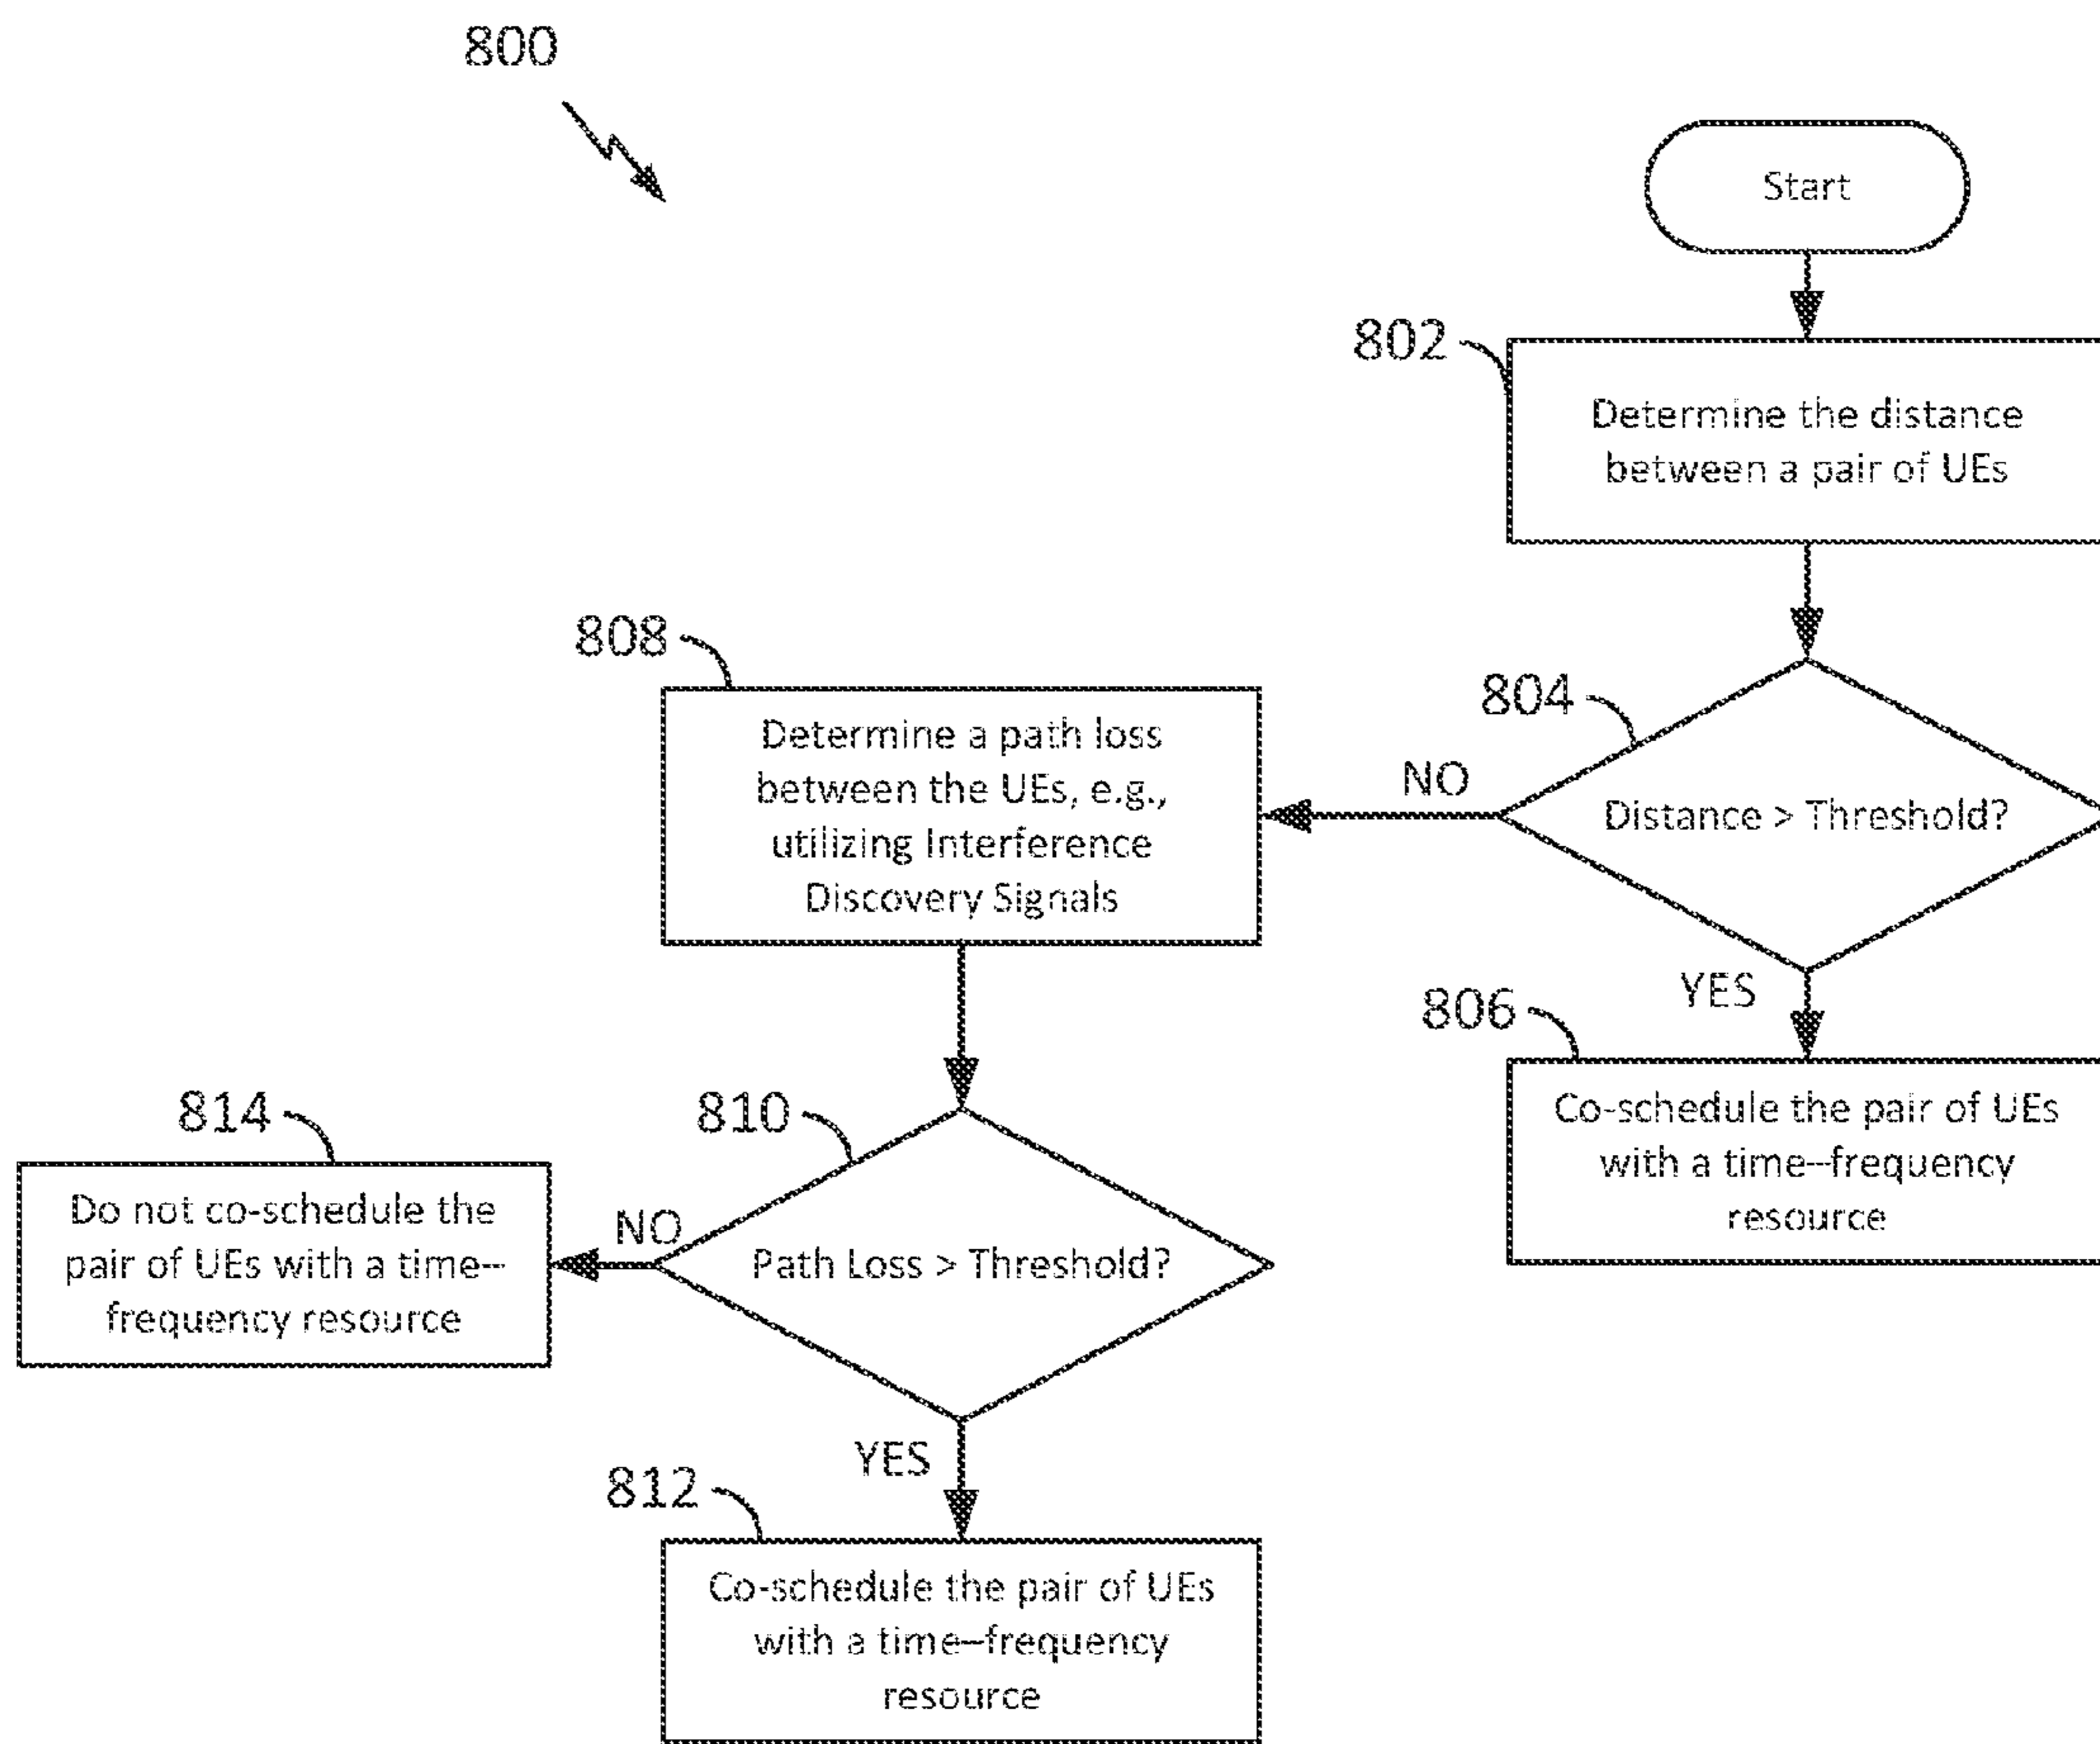 800
Start
802
Determine the distance
between a pair of UEs
804
Distance > Threshold?
NO
YES
808
Determine a path loss
between the UEs, e.g.,
utilizing Interference
Discovery Signals
806
Co-schedule the pair of UEs
with a time--frequency
resource
810
Path Loss > Threshold?
NO
YES
814
Do not co-schedule the
pair of UEs with a time--
frequency resource
812
Co-schedule the pair of UEs
with a time--frequency
resource